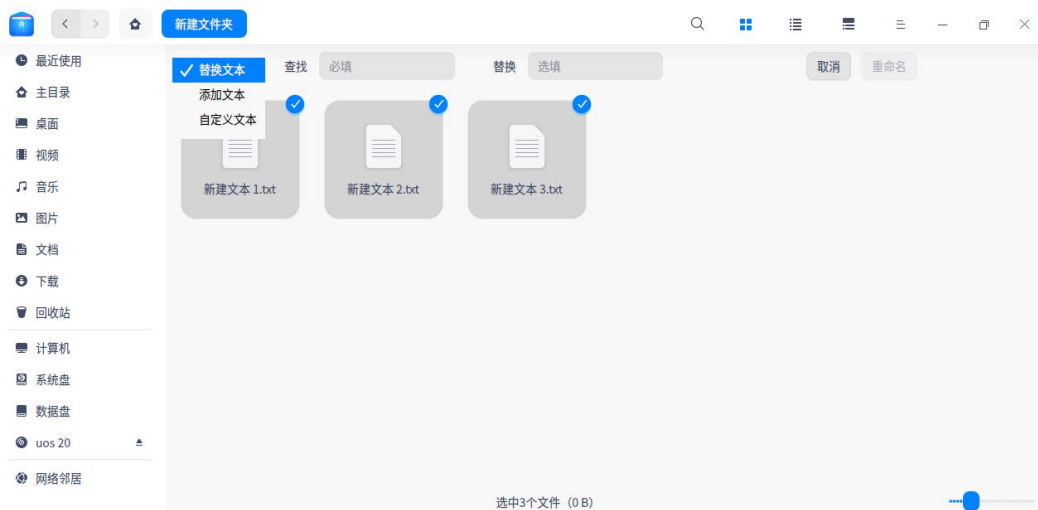 新建文件夹
最近使用
主目录
桌面
视频
音乐
图片
文档
下载
回收站
计算机
系统盘
数据盘
uos 20
网络邻居
替换文本
添加文本
自定义文本
查找 必填 替换 选填 取消 重命名
新建文本 1.txt 新建文本 2.txt 新建文本 3.txt
选中3个文件（0 B）